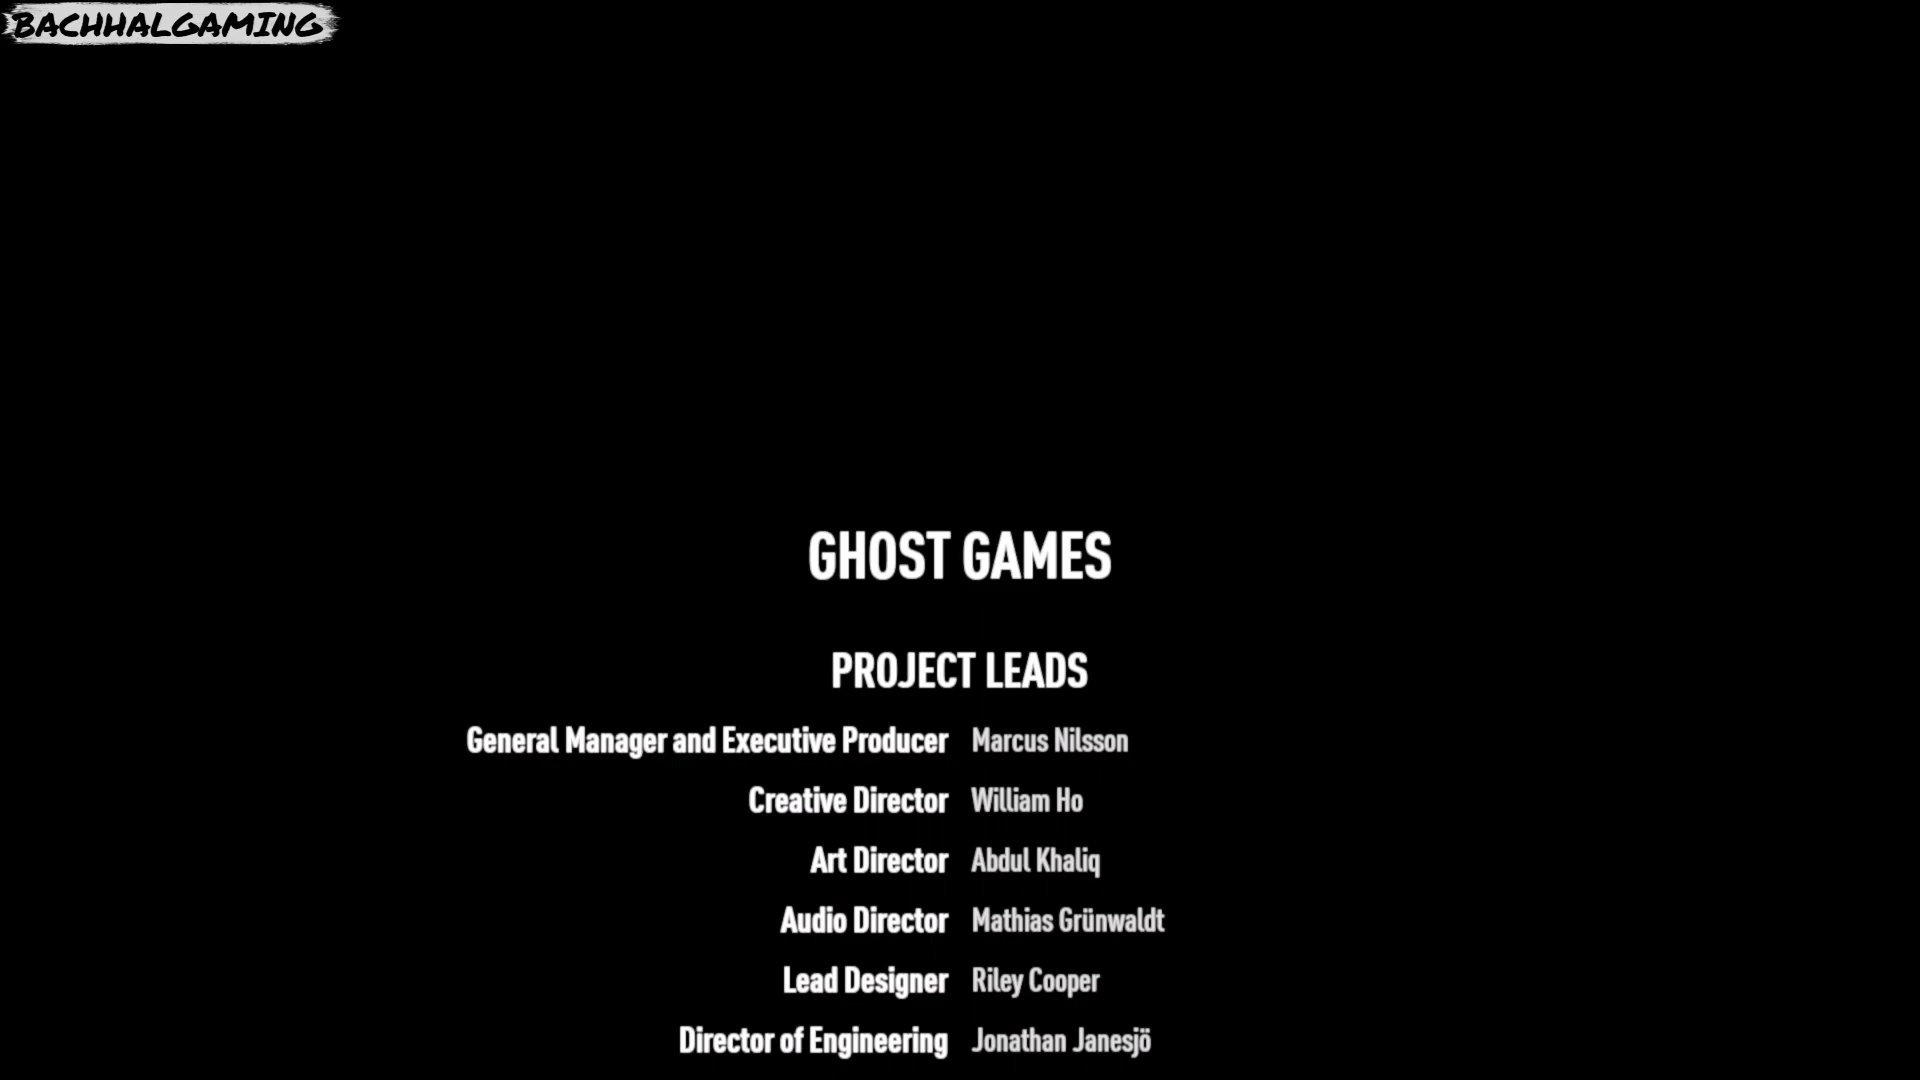 BACHHALGAMING
GHOST GAMES
PROJECT LEADS
General Manager and Executive Producer Marcus Nilsson
Creative Director William Ho
Art Director Abdul Khaliq
Audio Director Mathias Grünwaldt
Lead Designer Riley Cooper
Director of Engineering Jonathan Janesjö